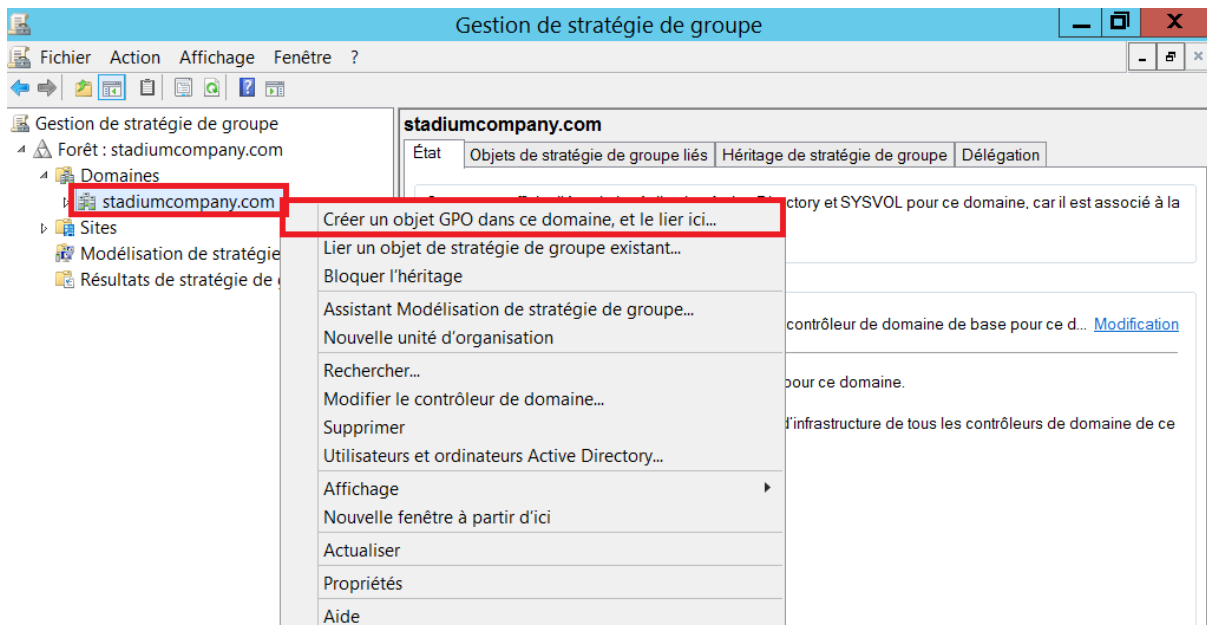 Gestion de stratégie de groupe
Fichier Action Affichage Fenêtre ?
Gestion de stratégie de groupe
Forêt : stadiumcompany.com
Domaines
stadiumcompany.com
Sites
Modélisation de stratégie
Résultats de stratégie de
stadiumcompany.com
État
Objets de stratégie de groupe liés
Héritage de stratégie de groupe
Délégation
ctory et SYSVOL pour ce domaine, car il est associé à la
contrôleur de domaine de base pour ce d... Modification
pour ce domaine.
d'infrastructure de tous les contrôleurs de domaine de ce
Créer un objet GPO dans ce domaine, et le lier ici...
Lier un objet de stratégie de groupe existant...
Bloquer l'héritage
Assistant Modélisation de stratégie de groupe...
Nouvelle unité d'organisation
Rechercher...
Modifier le contrôleur de domaine...
Supprimer
Utilisateurs et ordinateurs Active Directory...
Affichage
Nouvelle fenêtre à partir d'ici
Actualiser
Propriétés
Aide